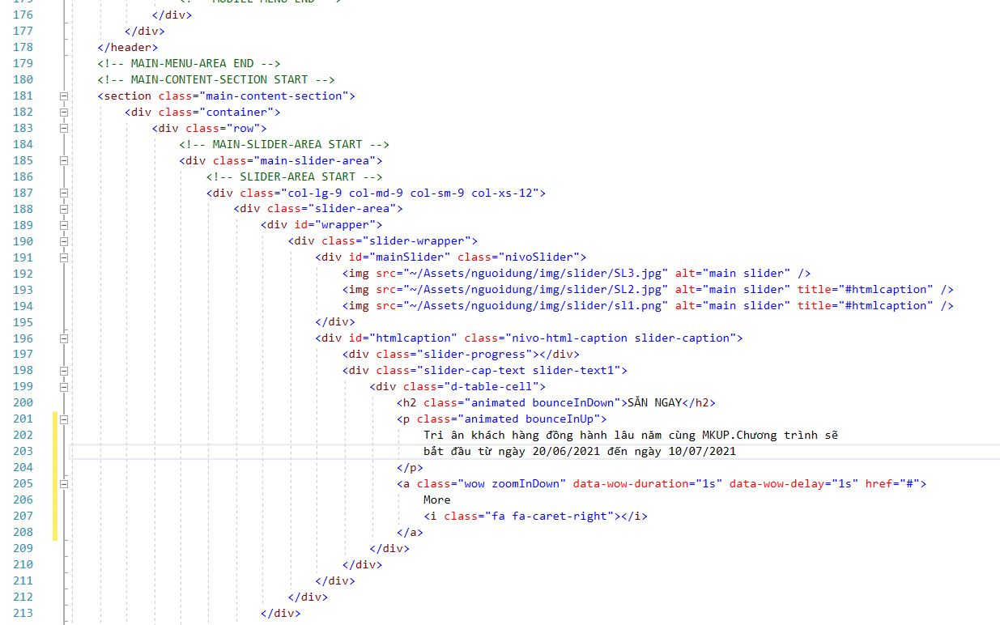 176 </div>
177 </div>
178 </header>
179 <!-- MAIN-MENU-AREA END -->
180 <!-- MAIN-CONTENT-SECTION START -->
181 <section class="main-content-section">
182 <div class="container">
183 <div class="row">
184 <!-- MAIN-SLIDER-AREA START -->
185 <div class="main-slider-area">
186 <!-- SLIDER-AREA START -->
187 <div class="col-lg-9 col-md-9 col-sm-9 col-xs-12">
188 <div class="slider-area">
189 <div id="wrapper">
190 <div class="slider-wrapper">
191 <div id="mainSlider" class="nivoSlider">
192 <img src="~/Assets/nguoidung/img/slider/SL3.jpg" alt="main slider" />
193 <img src="~/Assets/nguoidung/img/slider/SL2.jpg" alt="main slider" title="#htmlcaption" />
194 <img src="~/Assets/nguoidung/img/slider/sl1.png" alt="main slider" title="#htmlcaption" />
195 </div>
196 <div id="htmlcaption" class="nivo-html-caption slider-caption">
197 <div class="slider-progress"></div>
198 <div class="slider-cap-text slider-text1">
199 <div class="d-table-cell">
200 <h2 class="animated bounceInDown">SĂN NGAY</h2>
201 <p class="animated bounceInUp">
202 Tri ân khách hàng đồng hành lâu năm cùng MKUP.Chương trình sẽ
203 bắt đầu từ ngày 20/06/2021 đến ngày 10/07/2021
204 </p>
205 <a class="wow zoomInDown" data-wow-duration="1s" data-wow-delay="1s" href="#">
206 More
207 <i class="fa fa-caret-right"></i>
208 </a>
209 </div>
210 </div>
211 </div>
212 </div>
213 </div>